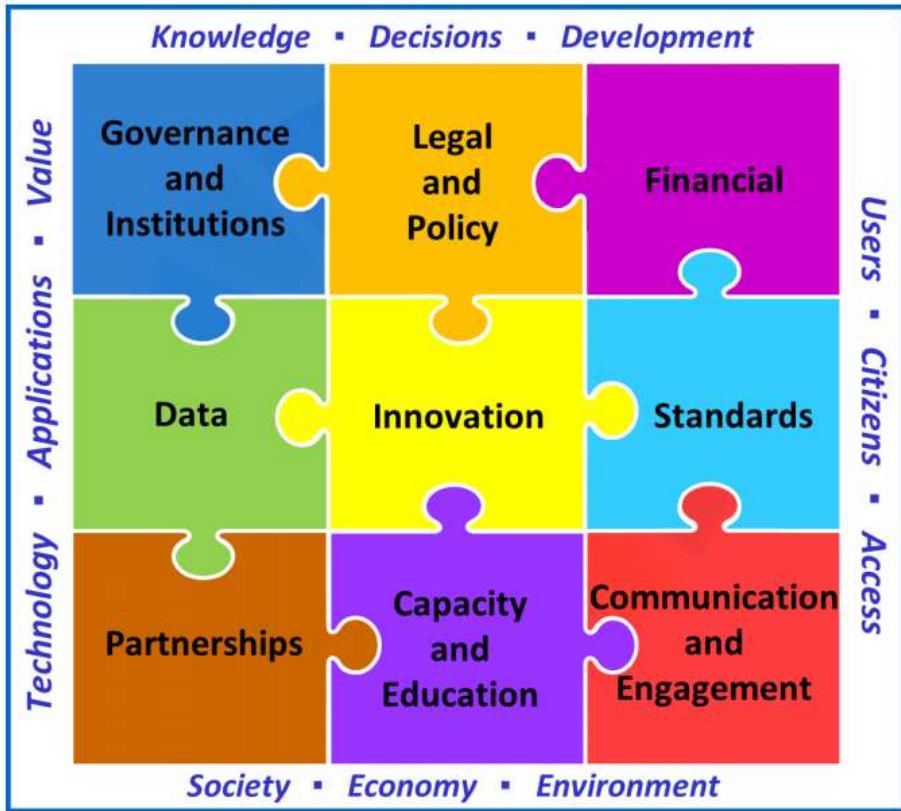 Knowledge ▪ Decisions ▪ Development
Technology ▪ Applications ▪ Value
Governance
and
Institutions
Legal
and
Policy
Financial
Data
Innovation
Standards
Partnerships
Capacity
and
Education
Communication
and
Engagement
Users ▪ Citizens ▪ Access
Society ▪ Economy ▪ Environment